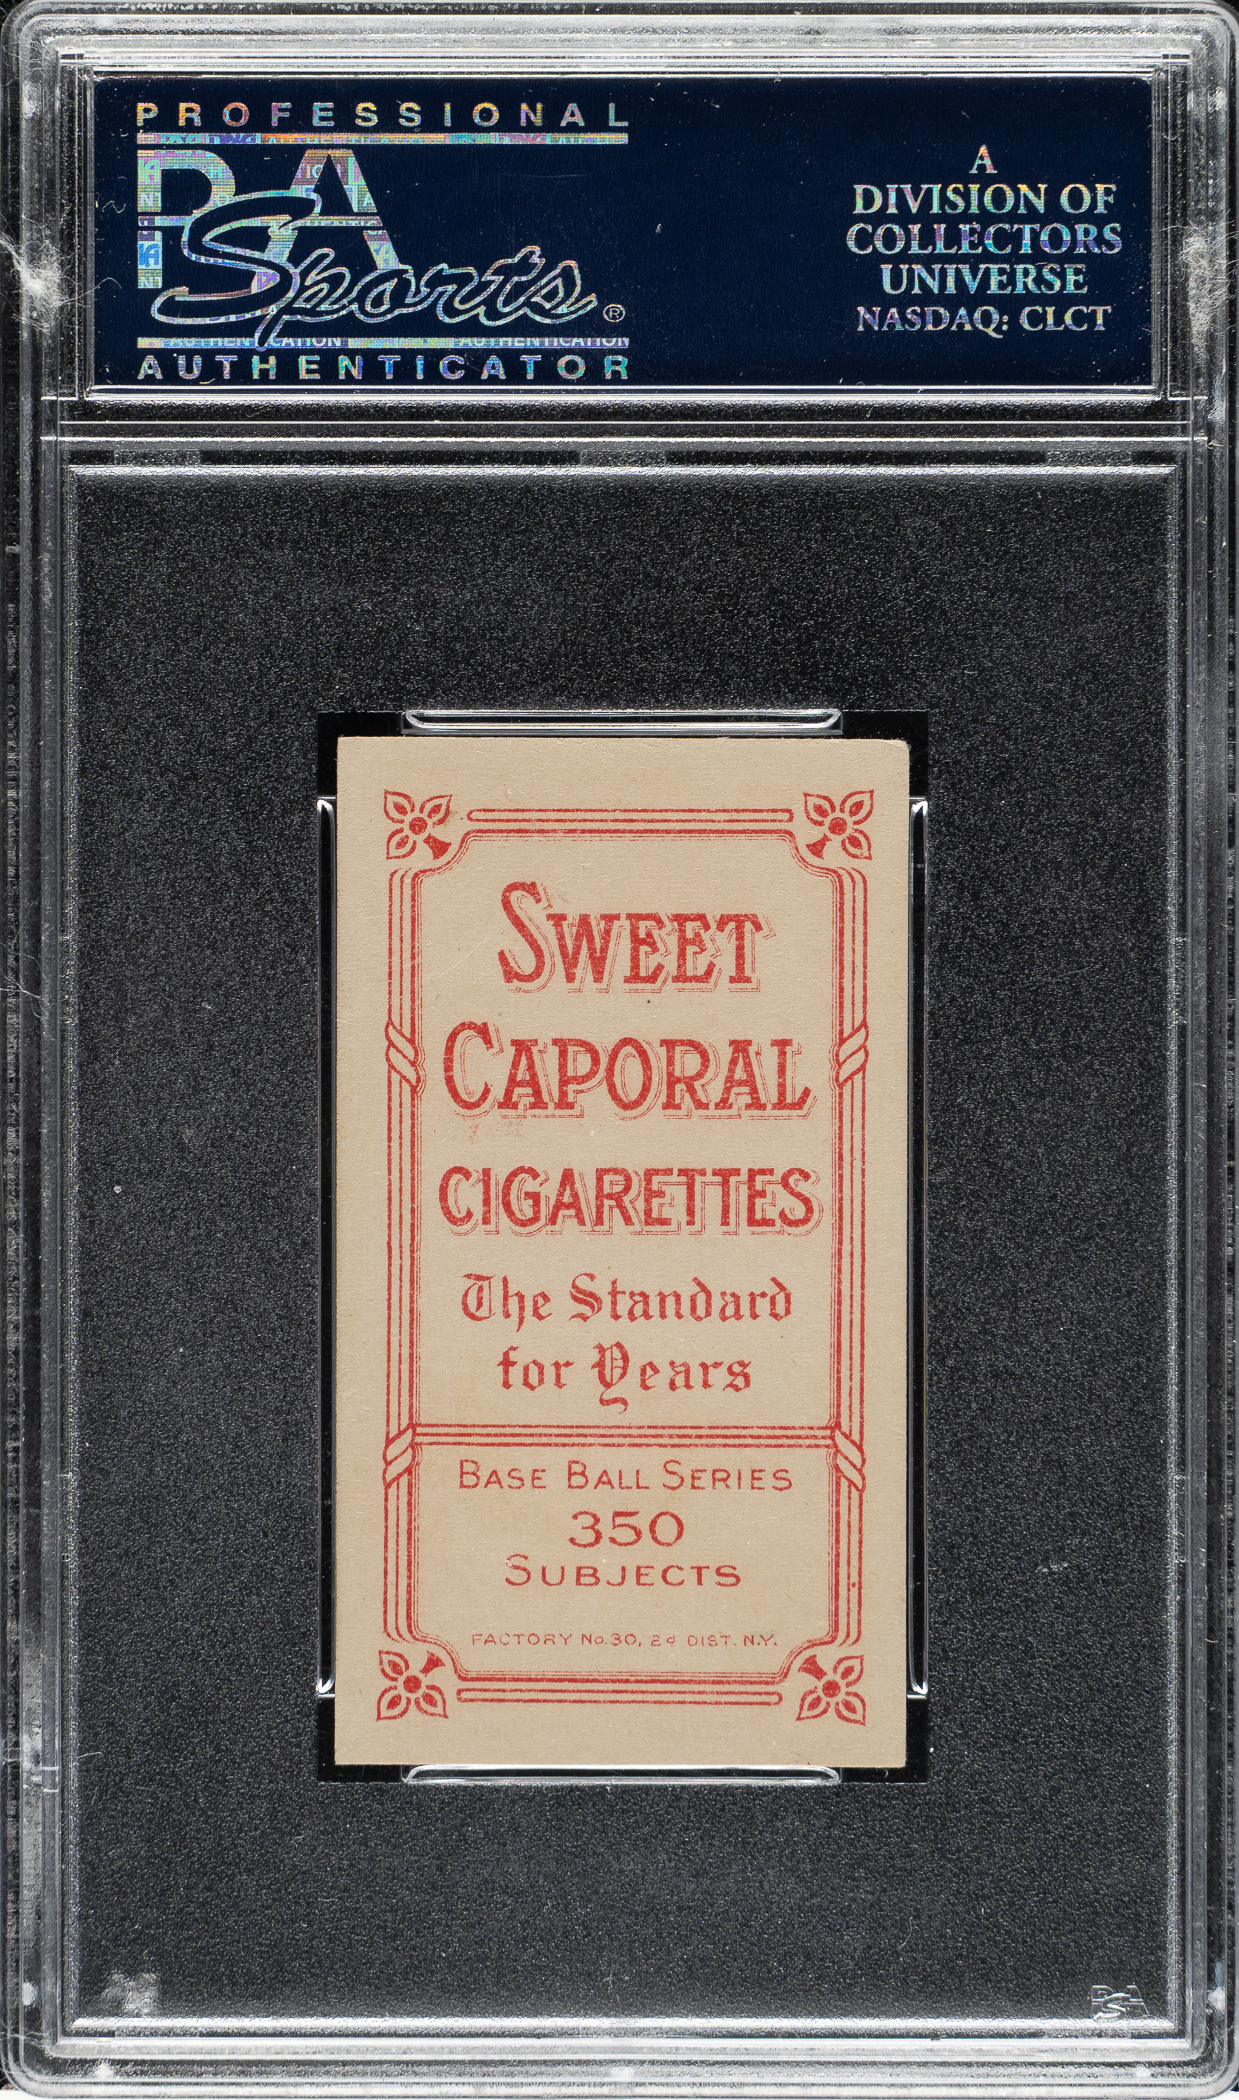 PROFESSIONAL
PSA
Sports®
AUTHENTICATOR
A
DIVISION OF
COLLECTORS
UNIVERSE
NASDAQ: CLCT
SWEET
CAPORAL
CIGARETTES
The Standard
for Years
BASE BALL SERIES
350
SUBJECTS
FACTORY No. 30, 2d DIST. N.Y.
PSA